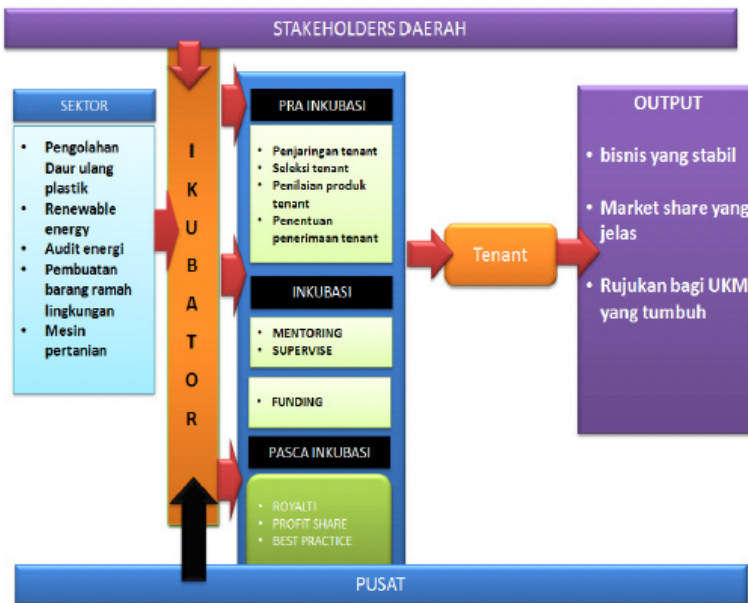 STAKEHOLDERS DAERAH
SEKTOR
• Pengolahan
Daur ulang
plastik
• Renewable
energy
• Audit energi
• Pembuatan
barang ramah
lingkungan
• Mesin
pertanian
I
K
U
B
A
T
O
R
PRA INKUBASI
• Penjaringan tenant
• Seleksi tenant
• Penilaian produk
tenant
• Penentuan
penerimaan tenant
INKUBASI
• MENTORING
• SUPERVISE
• FUNDING
PASCA INKUBASI
• ROYALTI
• PROFIT SHARE
• BEST PRACTICE
Tenant
OUTPUT
• bisnis yang stabil
• Market share yang
jelas
• Rujukan bagi UKM
yang tumbuh
PUSAT